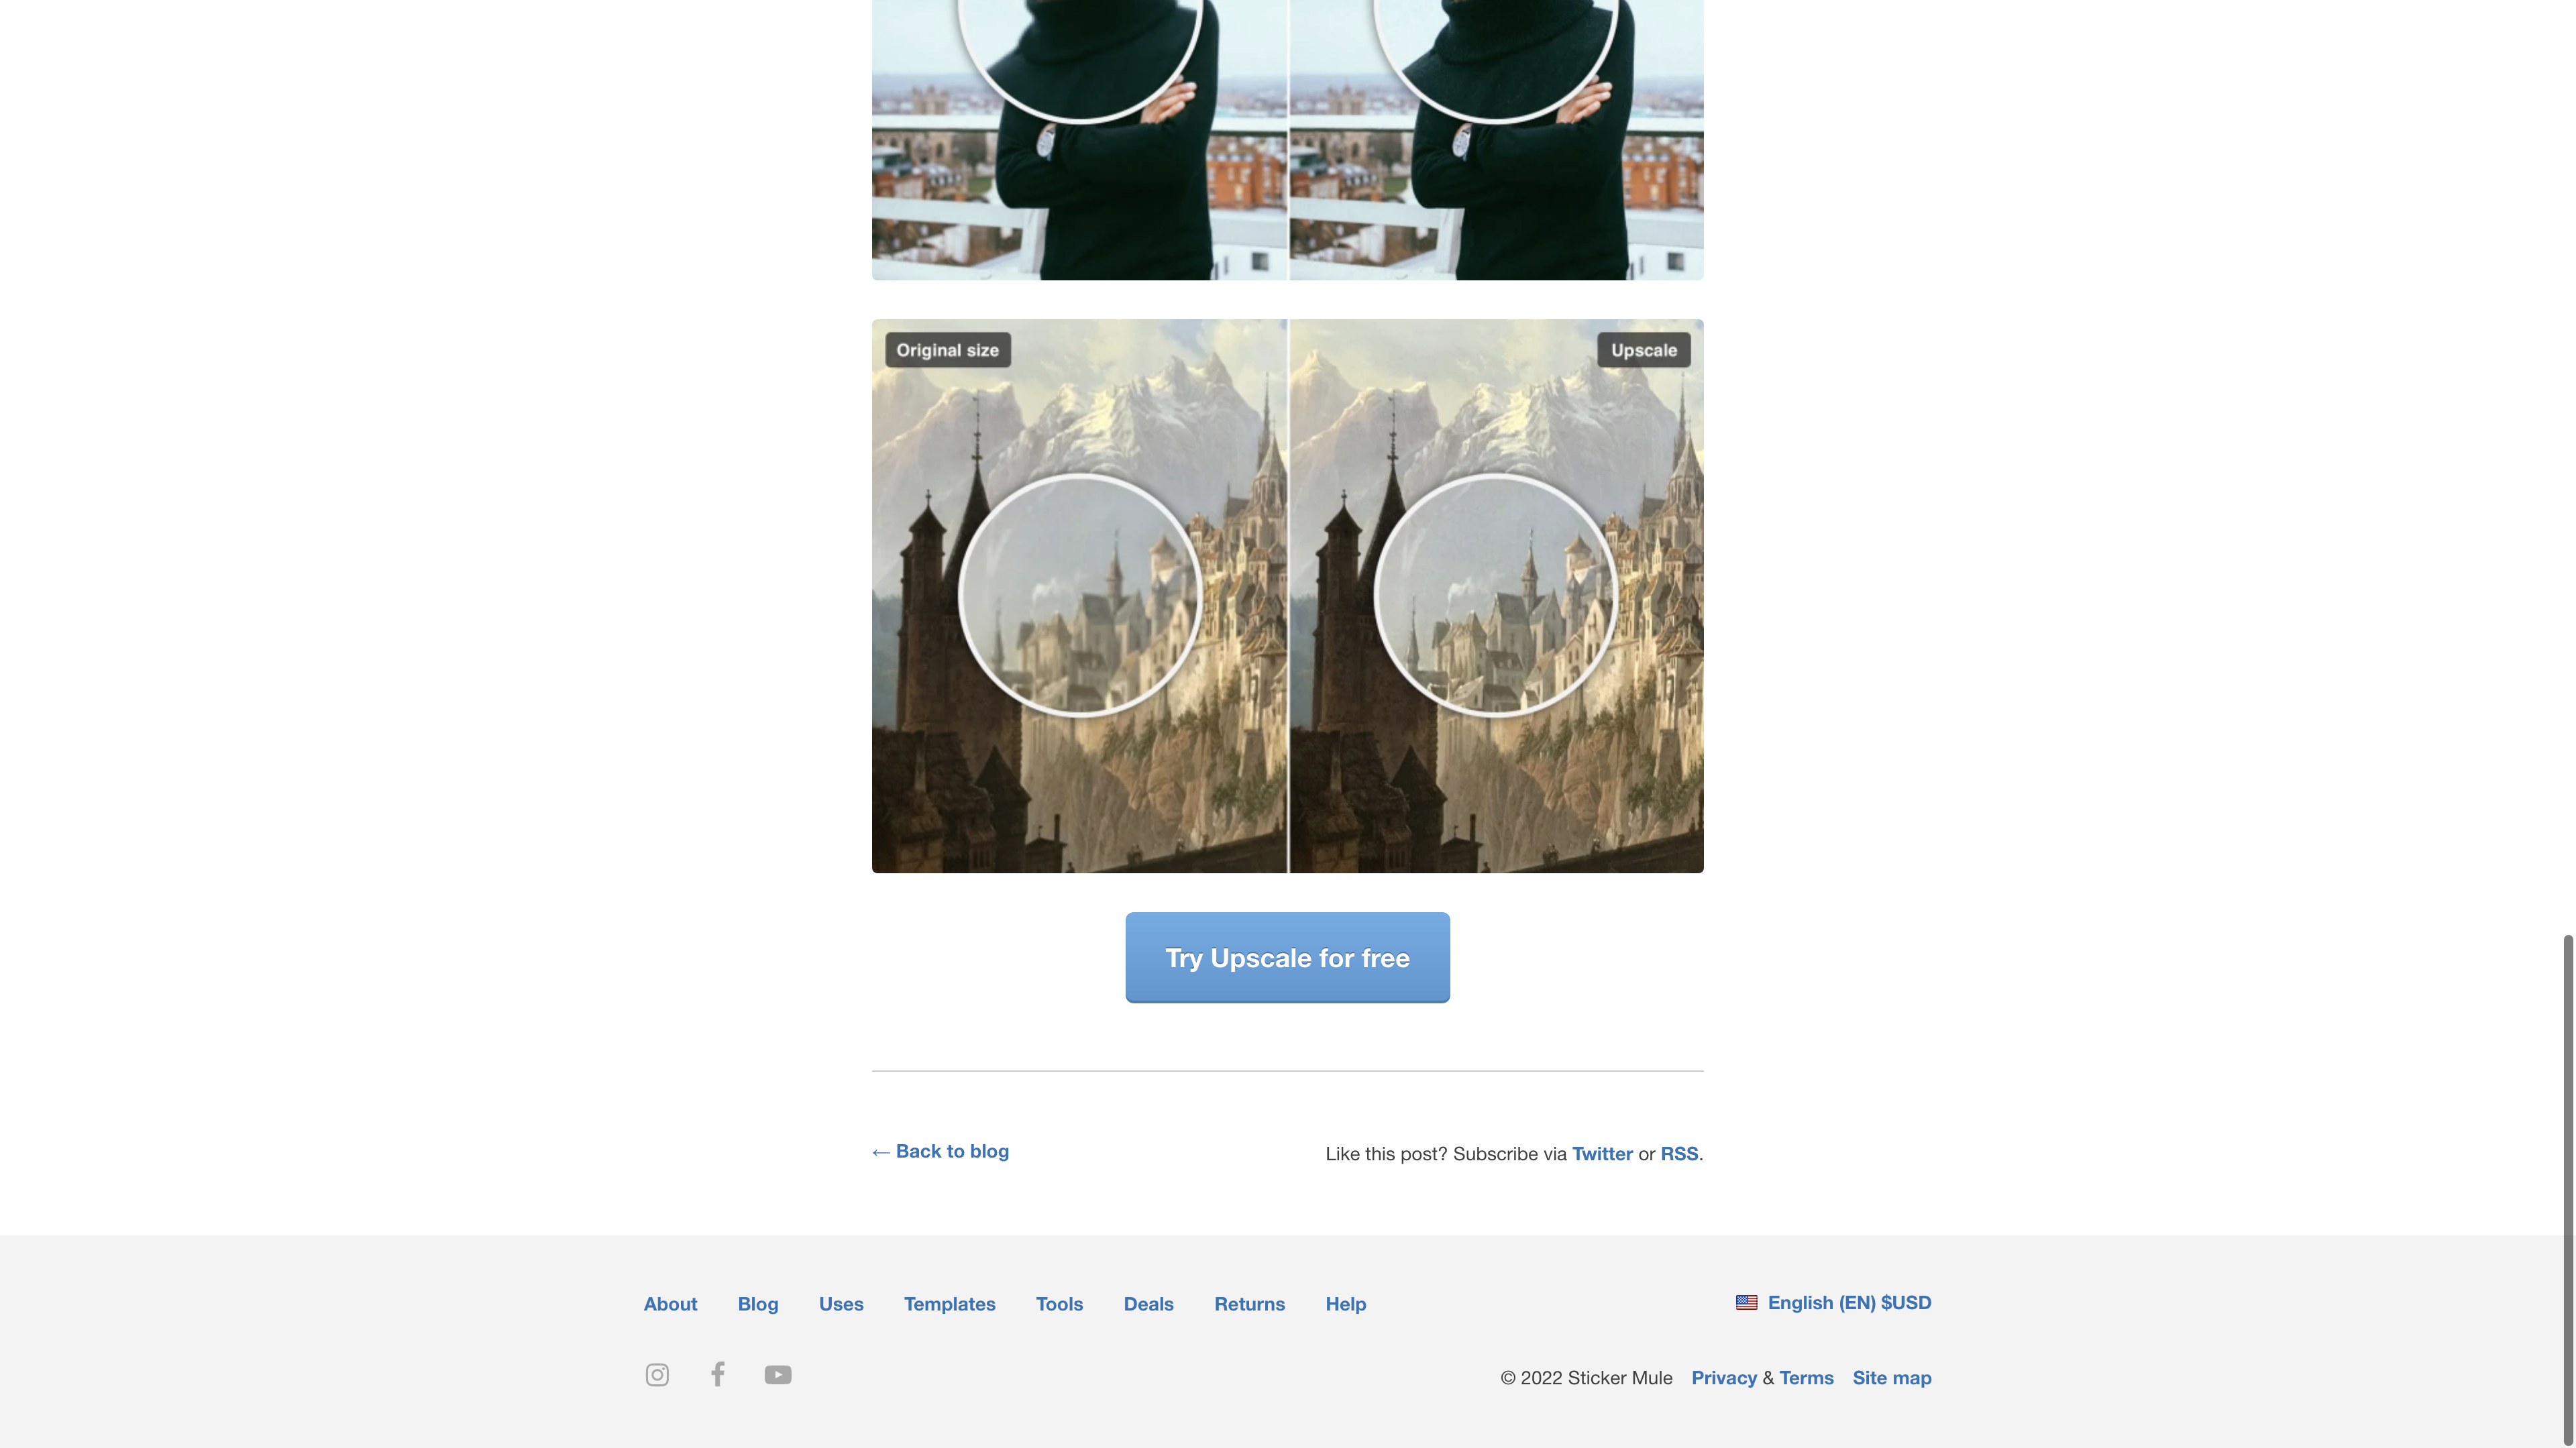 Original size
Upscale
Try Upscale for free
← Back to blog
Like this post? Subscribe via Twitter or RSS.
About Blog Uses Templates Tools Deals Returns Help
English (EN) $USD
© 2022 Sticker Mule Privacy & Terms Site map